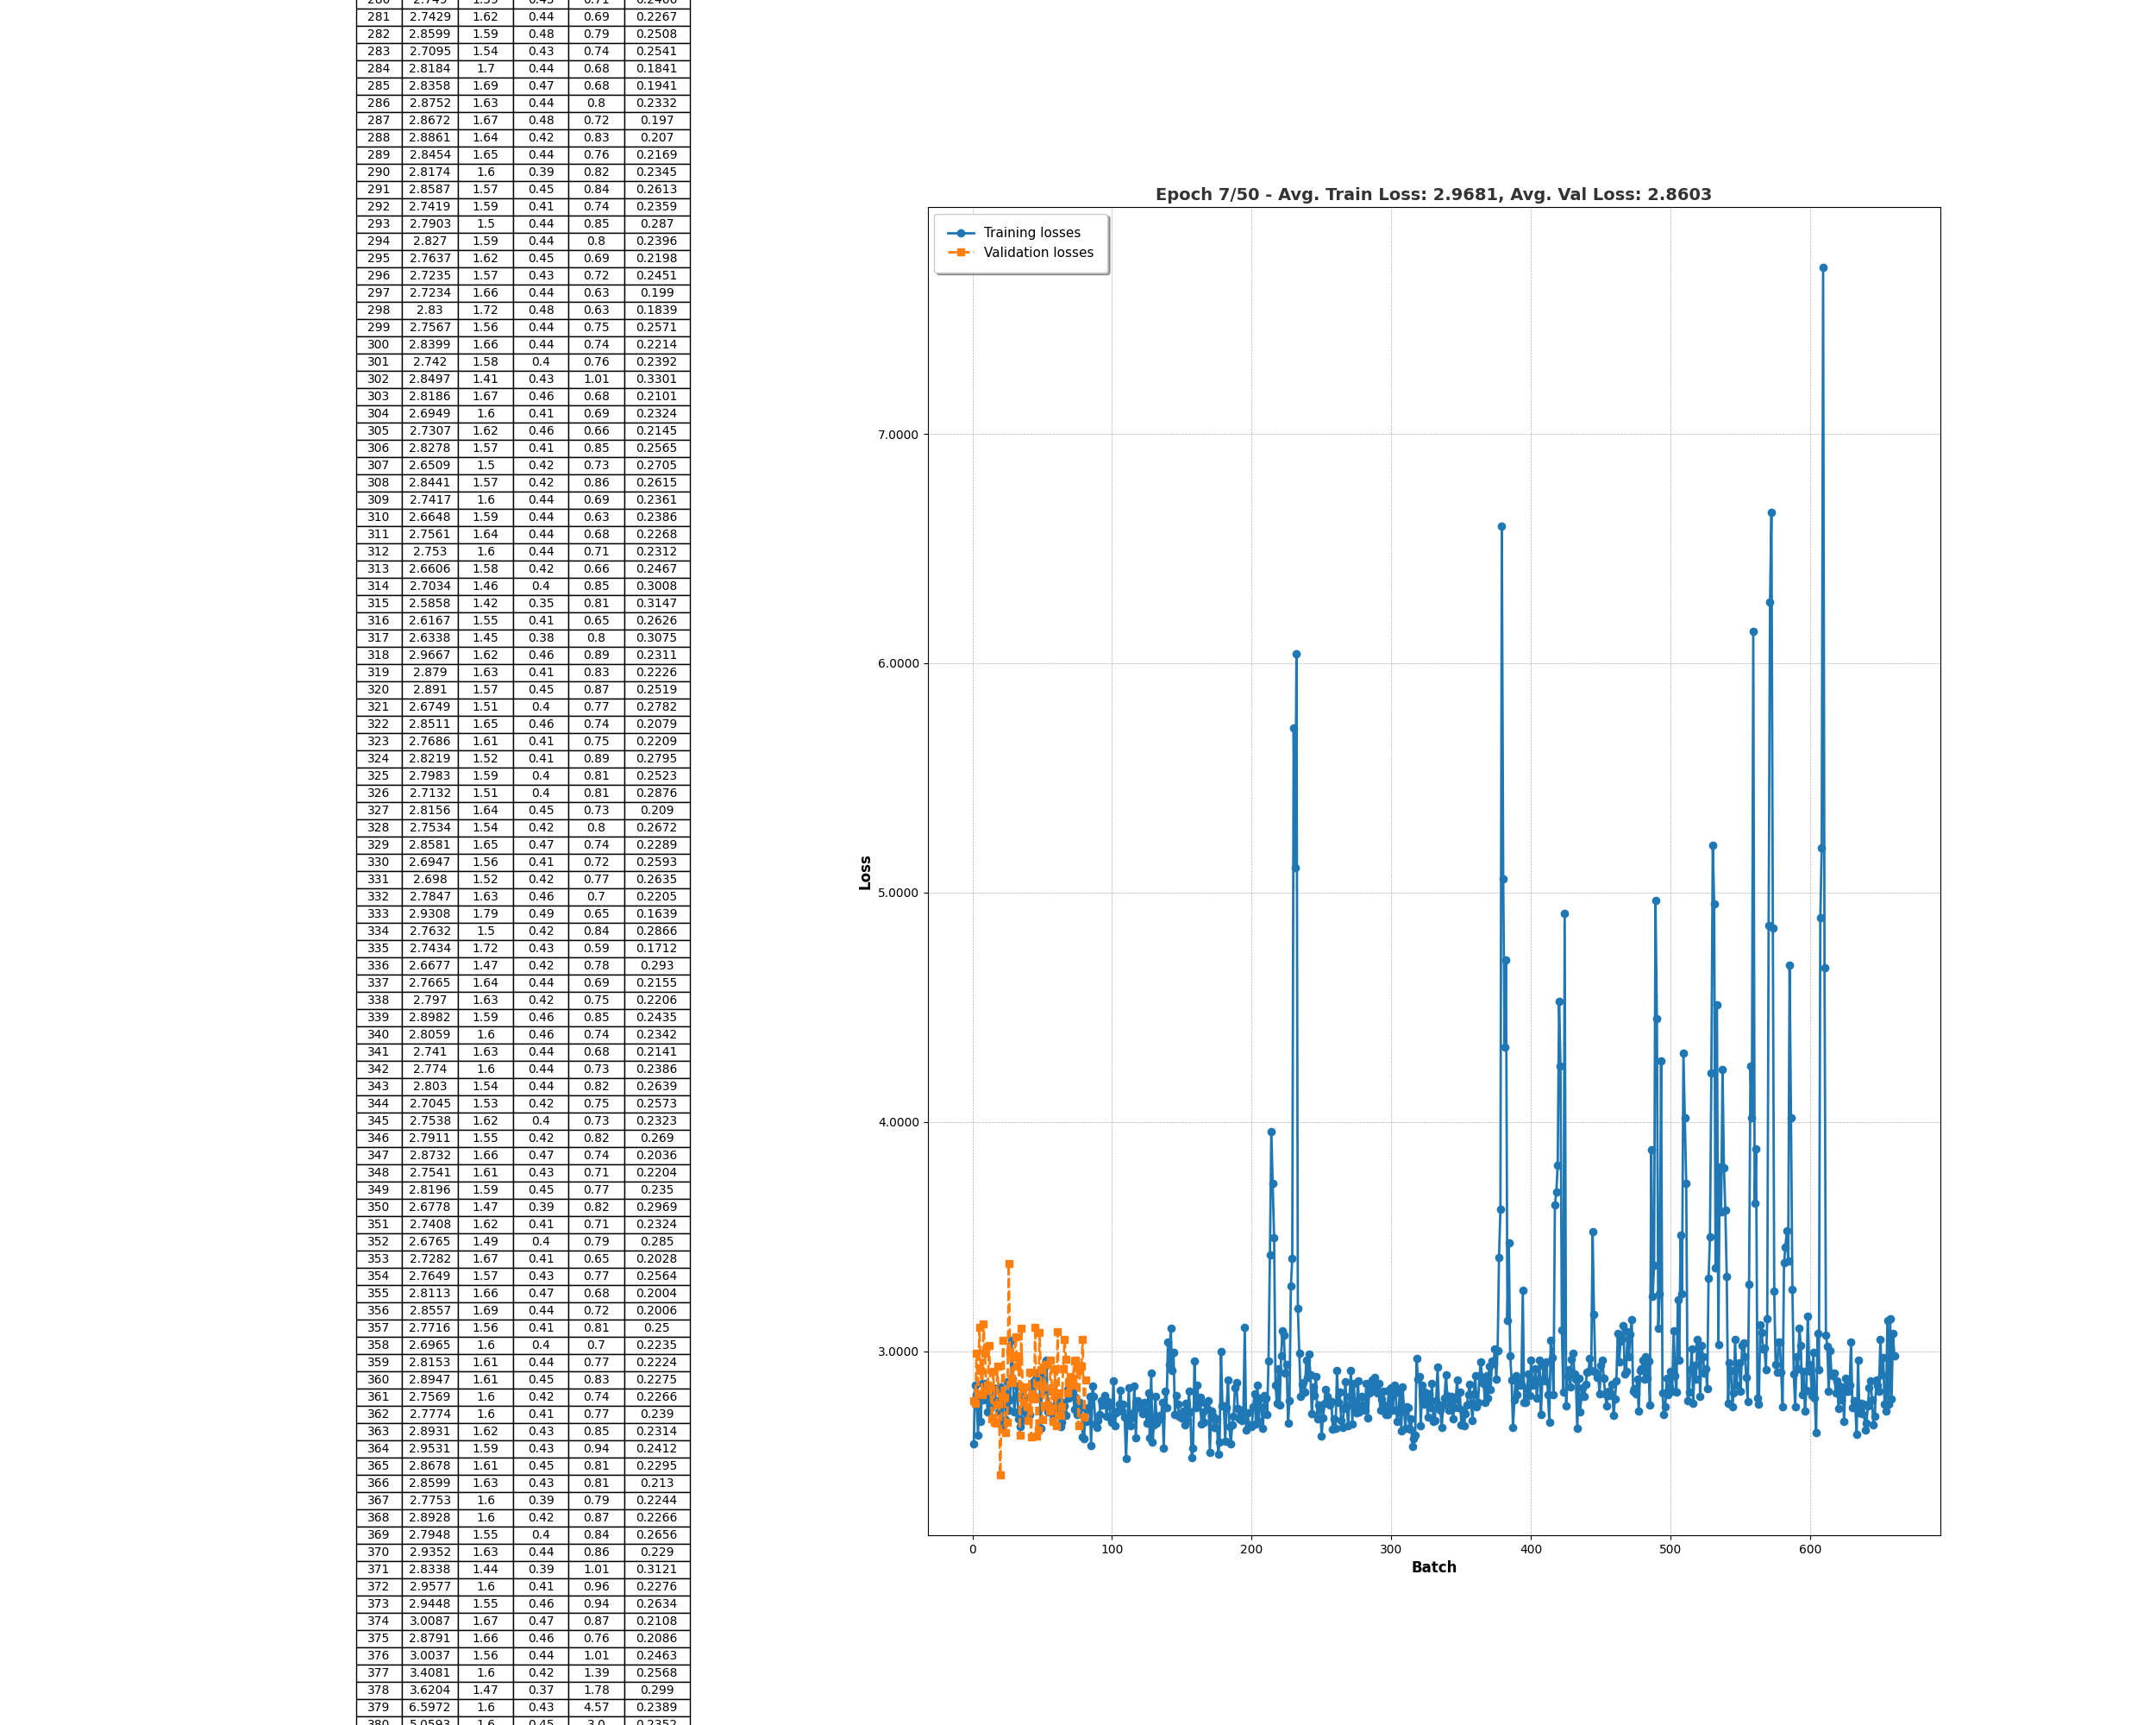 281 2.7429 1.62 0.44 0.69 0.2267
282 2.8599 1.59 0.48 0.79 0.2508
283 2.7095 1.54 0.43 0.74 0.2541
284 2.8184 1.7 0.44 0.68 0.1841
285 2.8358 1.69 0.47 0.68 0.1941
286 2.8752 1.63 0.44 0.8 0.2332
287 2.8672 1.67 0.48 0.72 0.197
288 2.8861 1.64 0.42 0.83 0.207
289 2.8454 1.65 0.44 0.76 0.2169
290 2.8174 1.6 0.39 0.82 0.2345
291 2.8587 1.57 0.45 0.84 0.2613
292 2.7419 1.59 0.41 0.74 0.2359
293 2.7903 1.5 0.44 0.85 0.287
294 2.827 1.59 0.44 0.8 0.2396
295 2.7637 1.62 0.45 0.69 0.2198
296 2.7235 1.57 0.43 0.72 0.2451
297 2.7234 1.66 0.44 0.63 0.199
298 2.83 1.72 0.48 0.63 0.1839
299 2.7567 1.56 0.44 0.75 0.2571
300 2.8399 1.66 0.44 0.74 0.2214
301 2.742 1.58 0.4 0.76 0.2392
302 2.8497 1.41 0.43 1.01 0.3301
303 2.8186 1.67 0.46 0.68 0.2101
304 2.6949 1.6 0.41 0.69 0.2324
305 2.7307 1.62 0.46 0.66 0.2145
306 2.8278 1.57 0.41 0.85 0.2565
307 2.6509 1.5 0.42 0.73 0.2705
308 2.8441 1.57 0.42 0.86 0.2615
309 2.7417 1.6 0.44 0.69 0.2361
310 2.6648 1.59 0.44 0.63 0.2386
311 2.7561 1.64 0.44 0.68 0.2268
312 2.753 1.6 0.44 0.71 0.2312
313 2.6606 1.58 0.42 0.66 0.2467
314 2.7034 1.46 0.4 0.85 0.3008
315 2.5858 1.42 0.35 0.81 0.3147
316 2.6167 1.55 0.41 0.65 0.2626
317 2.6338 1.45 0.38 0.8 0.3075
318 2.9667 1.62 0.46 0.89 0.2311
319 2.879 1.63 0.41 0.83 0.2226
320 2.891 1.57 0.45 0.87 0.2519
321 2.6749 1.51 0.4 0.77 0.2782
322 2.8511 1.65 0.46 0.74 0.2079
323 2.7686 1.61 0.41 0.75 0.2209
324 2.8219 1.52 0.41 0.89 0.2795
325 2.7983 1.59 0.4 0.81 0.2523
326 2.7132 1.51 0.4 0.81 0.2876
327 2.8156 1.64 0.45 0.73 0.209
328 2.7534 1.54 0.42 0.8 0.2672
329 2.8581 1.65 0.47 0.74 0.2289
330 2.6947 1.56 0.41 0.72 0.2593
331 2.698 1.52 0.42 0.77 0.2635
332 2.7847 1.63 0.46 0.7 0.2205
333 2.9308 1.79 0.49 0.65 0.1639
334 2.7632 1.5 0.42 0.84 0.2866
335 2.7434 1.72 0.43 0.59 0.1712
336 2.6677 1.47 0.42 0.78 0.293
337 2.7665 1.64 0.44 0.69 0.2155
338 2.797 1.63 0.42 0.75 0.2206
339 2.8982 1.59 0.46 0.85 0.2435
340 2.8059 1.6 0.46 0.74 0.2342
341 2.741 1.63 0.44 0.68 0.2141
342 2.774 1.6 0.44 0.73 0.2386
343 2.803 1.54 0.44 0.82 0.2639
344 2.7045 1.53 0.42 0.75 0.2573
345 2.7538 1.62 0.4 0.73 0.2323
346 2.7911 1.55 0.42 0.82 0.269
347 2.8732 1.66 0.47 0.74 0.2036
348 2.7541 1.61 0.43 0.71 0.2204
349 2.8196 1.59 0.45 0.77 0.235
350 2.6778 1.47 0.39 0.82 0.2969
351 2.7408 1.62 0.41 0.71 0.2324
352 2.6765 1.49 0.4 0.79 0.285
353 2.7282 1.67 0.41 0.65 0.2028
354 2.7649 1.57 0.43 0.77 0.2564
355 2.8113 1.66 0.47 0.68 0.2004
356 2.8557 1.69 0.44 0.72 0.2006
357 2.7716 1.56 0.41 0.81 0.25
358 2.6965 1.6 0.4 0.7 0.2235
359 2.8153 1.61 0.44 0.77 0.2224
360 2.8947 1.61 0.45 0.83 0.2275
361 2.7569 1.6 0.42 0.74 0.2266
362 2.7774 1.6 0.41 0.77 0.239
363 2.8931 1.62 0.43 0.85 0.2314
364 2.9531 1.59 0.43 0.94 0.2412
365 2.8678 1.61 0.45 0.81 0.2295
366 2.8599 1.63 0.43 0.81 0.213
367 2.7753 1.6 0.39 0.79 0.2244
368 2.8928 1.6 0.42 0.87 0.2266
369 2.7948 1.55 0.4 0.84 0.2656
370 2.9352 1.63 0.44 0.86 0.229
371 2.8338 1.44 0.39 1.01 0.3121
372 2.9577 1.6 0.41 0.96 0.2276
373 2.9448 1.55 0.46 0.94 0.2634
374 3.0087 1.67 0.47 0.87 0.2108
375 2.8791 1.66 0.46 0.76 0.2086
376 3.0037 1.56 0.44 1.01 0.2463
377 3.4081 1.6 0.42 1.39 0.2568
378 3.6204 1.47 0.37 1.78 0.299
379 6.5972 1.6 0.43 4.57 0.2389
380 5.0593 1.6 0.45 3.0 0.2352
Epoch 7/50 - Avg. Train Loss: 2.9681, Avg. Val Loss: 2.8603
Training losses
Validation losses
7.0000
6.0000
5.0000
4.0000
3.0000
Loss
0 100 200 300 400 500 600
Batch